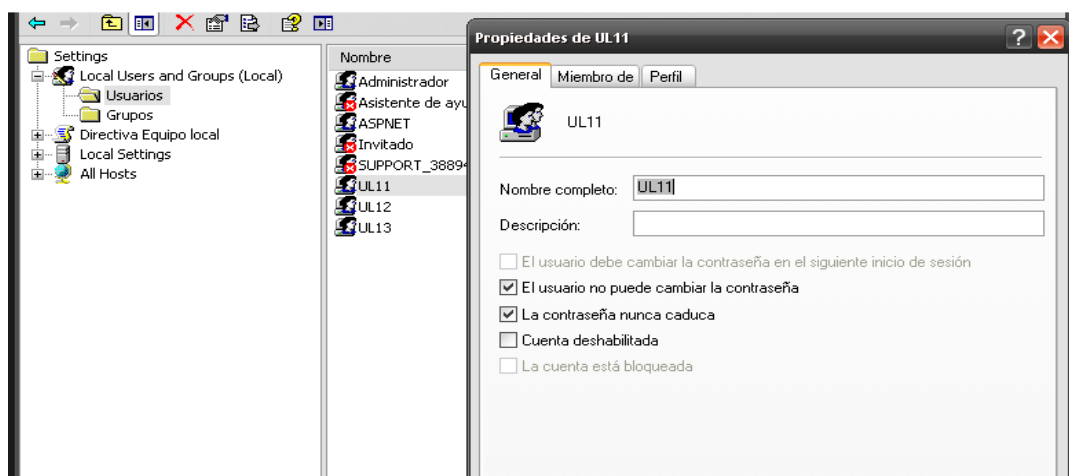 Settings
Local Users and Groups (Local)
Usuarios
Grupos
Directiva Equipo local
Local Settings
All Hosts
Nombre
Administrador
Asistente de ayu
ASPNET
Invitado
SUPPORT_38894
UL11
UL12
UL13
Propiedades de UL11
General Miembro de Perfil
UL11
Nombre completo: UL11
Descripción:
El usuario debe cambiar la contraseña en el siguiente inicio de sesión
El usuario no puede cambiar la contraseña
La contraseña nunca caduca
Cuenta deshabilitada
La cuenta está bloqueada